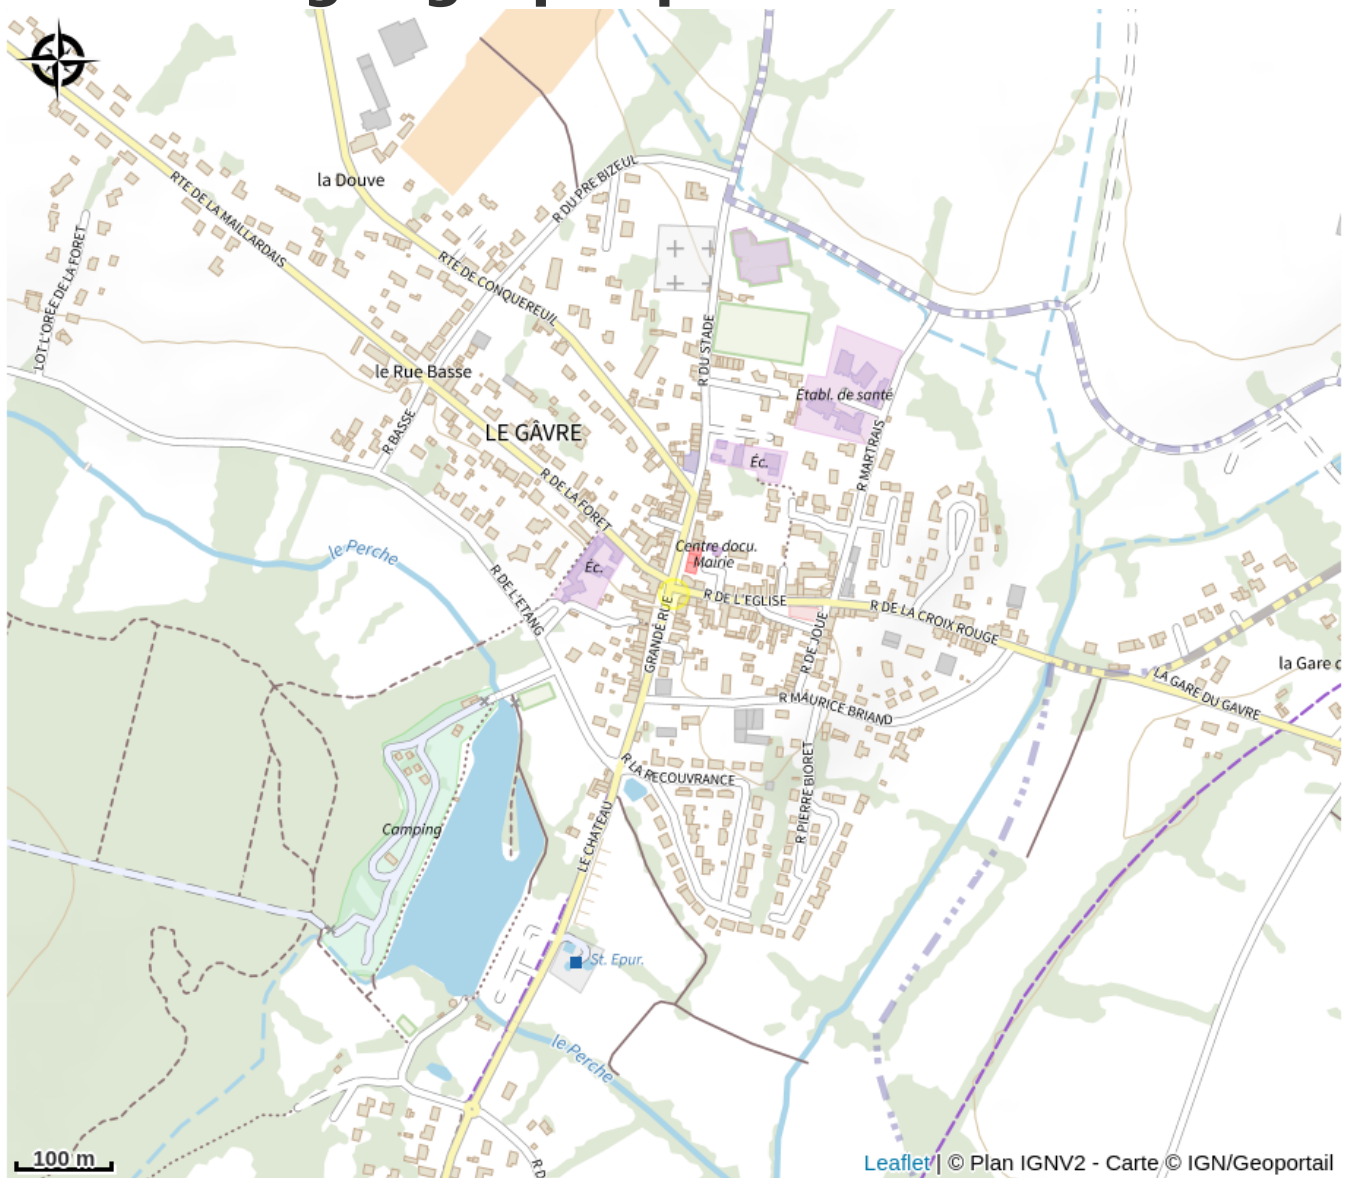 la Douve
R DU PRE BIZEUL
RTE DE LA MAILLARDAIS
RTE DE CONQUEREUIL
LOT L'OREE DE LA FORET
R DU STADE
le Rue Basse
Établ. de santé
R BASSE
LE GÂVRE
R MARTRAIS
Éc.
R DE LA FORET
le Perche
Centre docu.
Mairie
Éc.
R DE L'ETANG
R DE L'EGLISE
R DE LA CROIX ROUGE
GRANDE RUE
R DE JOUE
la Gare
LA GARE DU GAVRE
R MAURICE BRIAND
R LA RECOUVRANCE
R PIERRE BIORET
Camping
LE CHATEAU
St. Epur.
le Perche
R D
100 m
Leaflet | © Plan IGNV2 - Carte © IGN/Geoportail